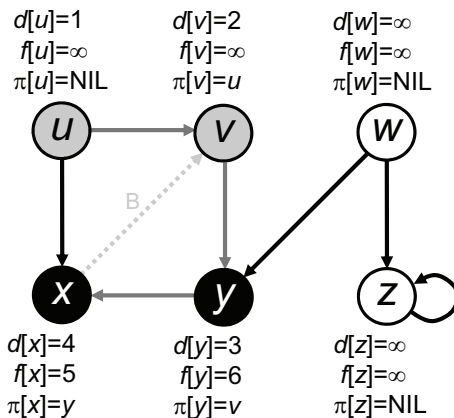 d[u]=1
f[u]=∞
π[u]=NIL
d[v]=2
f[v]=∞
π[v]=u
d[w]=∞
f[w]=∞
π[w]=NIL
u
v
w
B
x
y
z
d[x]=4
f[x]=5
π[x]=y
d[y]=3
f[y]=6
π[y]=v
d[z]=∞
f[z]=∞
π[z]=NIL